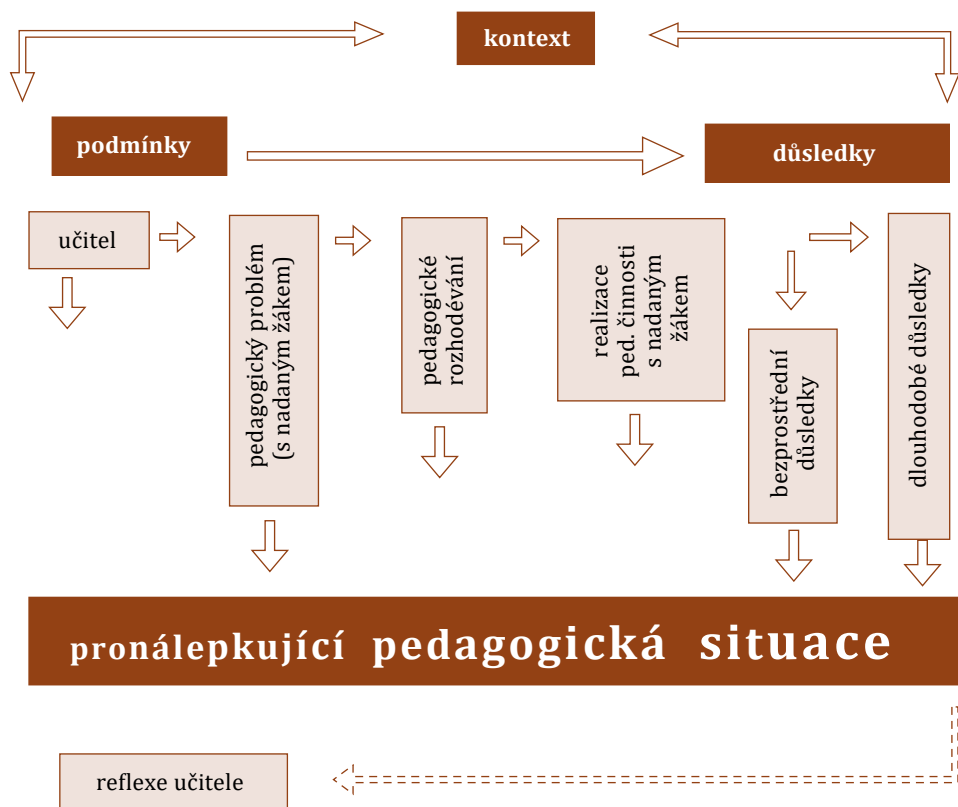 kontext
podmínky
důsledky
učitel
pedagogický problém
(s nadaným žákem)
pedagogické
rozhodévání
realizace
ped. činnosti
s nadaným
žákem
bezprostřední
důsledky
dlouhodobé důsledky
pronálepkující pedagogická situace
reflexe učitele